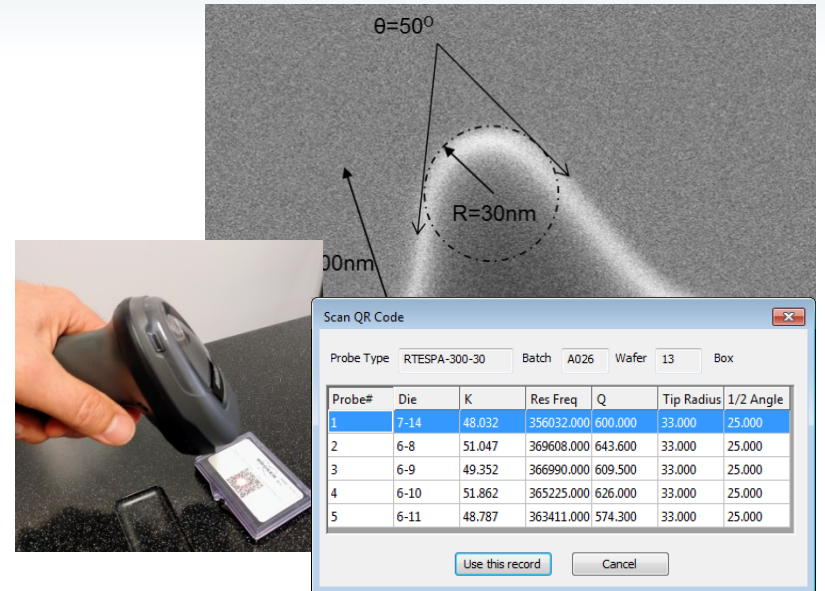 θ=50⁰
R=30nm
00nm
Scan QR Code
Probe Type RTESPA-300-30 Batch A026 Wafer 13 Box
Probe# Die K Res Freq Q Tip Radius 1/2 Angle
1 7-14 48.032 356032.000 600.000 33.000 25.000
2 6-8 51.047 369608.000 643.600 33.000 25.000
3 6-9 49.352 366990.000 609.500 33.000 25.000
4 6-10 51.862 365225.000 626.000 33.000 25.000
5 6-11 48.787 363411.000 574.300 33.000 25.000
Use this record Cancel